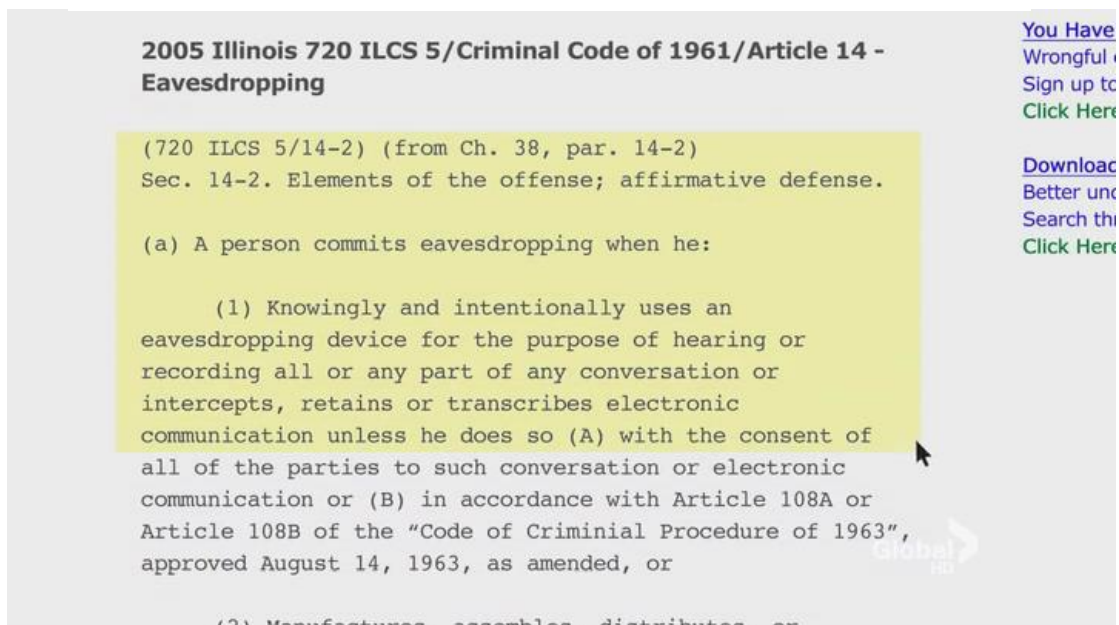 2005 Illinois 720 ILCS 5/Criminal Code of 1961/Article 14 -
Eavesdropping
(720 ILCS 5/14-2) (from Ch. 38, par. 14-2)
Sec. 14-2. Elements of the offense; affirmative defense.
(a) A person commits eavesdropping when he:
(1) Knowingly and intentionally uses an
eavesdropping device for the purpose of hearing or
recording all or any part of any conversation or
intercepts, retains or transcribes electronic
communication unless he does so (A) with the consent of
all of the parties to such conversation or electronic
communication or (B) in accordance with Article 108A or
Article 108B of the “Code of Criminial Procedure of 1963”,
approved August 14, 1963, as amended, or
You Have
Wrongful
Sign up to
Click Here
Download
Better
Search
Click Here
Global
HD